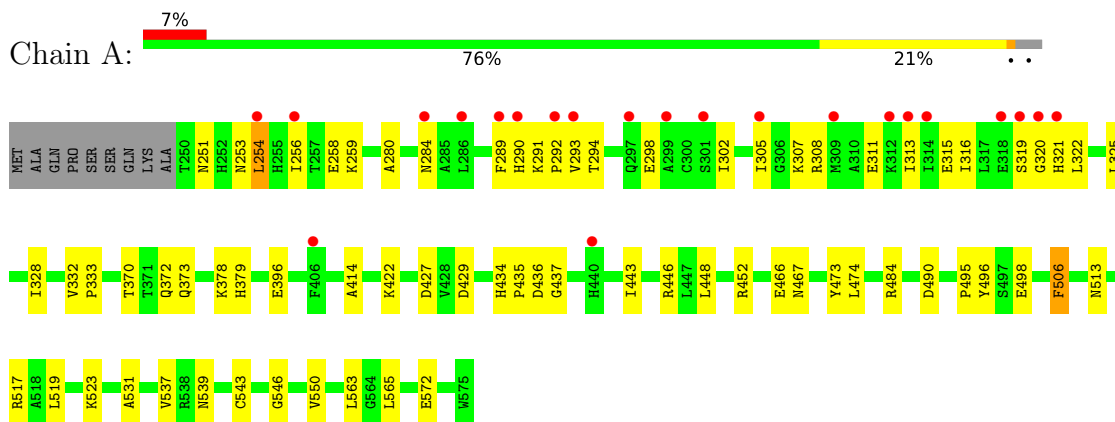 7%
Chain A:
76% 21% • •
MET ALA GLN PRO SER SER GLN LYS ALA T250 N251 H252 N253 L254 H255 I256 T257 E258 K259 A280 N284 A285 L286 F289 H290 K291 P292 V293 T294 Q297 E298 A299 C300 S301 I302 I305 G306 K307 R308 M309 A310 E311 K312 I313 I314 E315 I316 L317 E318 S319 G320 H321 L322 L325
I328 V332 P333 T370 T371 Q372 Q373 K378 H379 E396 F406 A414 K422 D427 V428 D429 H434 P435 D436 G437 H440 I443 R446 L447 L448 R452 E466 N467 Y473 L474 R484 D490 P495 Y496 S497 E498 F506 N513
R517 A518 L519 K523 A531 V537 R538 N539 C543 G546 V550 L563 G564 L565 E572 W575